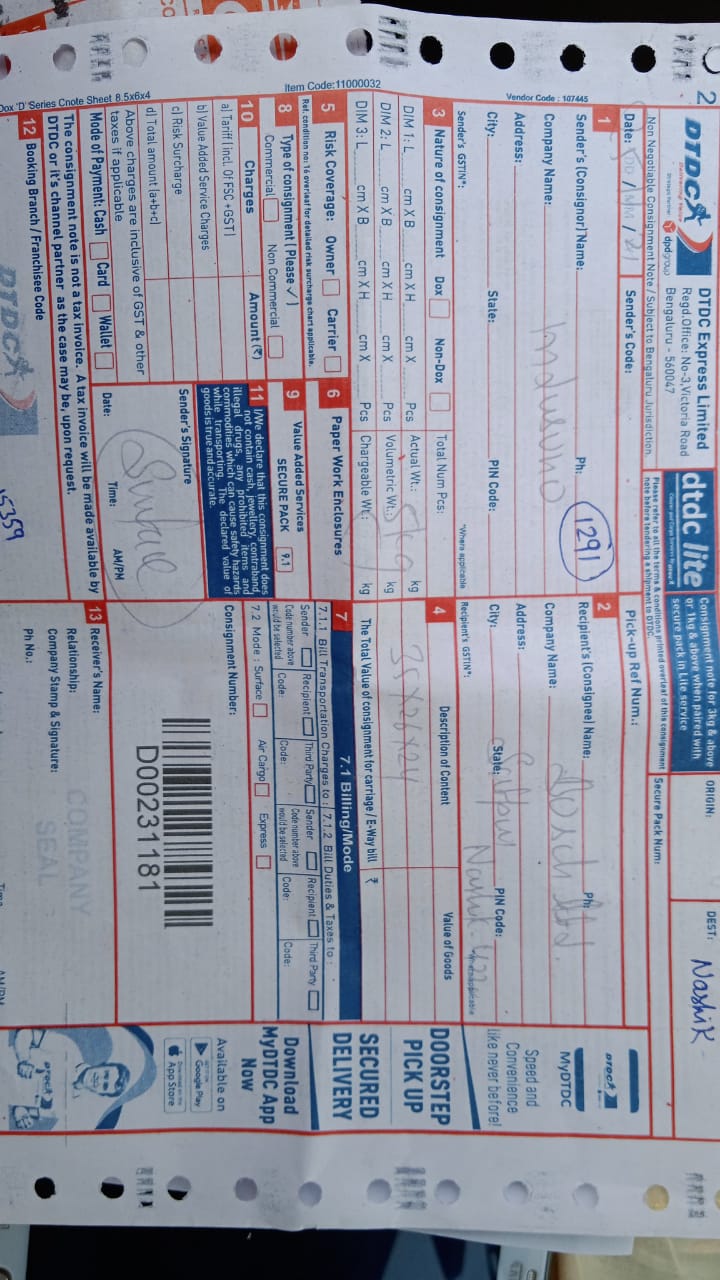 2
DTDC
dpdgroup
DTDC Express Limited
Regd.Office: No-3,Victoria Road
Bengaluru - 560047
dtdc lite
Consignment note for 3kg & above
or 1kg & above when paired with
secure pack in Lite service
ORIGIN:
DEST: Nashik
Non Negotiable Consignment Note / Subject to Bengaluru Jurisdiction.
Please refer to all the terms & conditions printed overleaf of this consignment
note before tendering a shipment to DTDC.
Secure Pack Num:
Date:
Sender's Code:
Pick-up Ref Num.:
1 Sender's (Consignor) Name: Ph:
1291
Company Name:
Address:
City: State: PIN Code:
Sender's GSTIN*: *Where applicable
2 Recipient's (Consignee) Name: Ph:
Company Name:
Address:
City: State: PIN Code:
Nashik 422
Recipient's GSTIN*: *Where applicable
3 Nature of consignment Dox Non-Dox Total Num Pcs:
DIM 1: L cm X B cm X H cm X Pcs Actual Wt.: kg
DIM 2: L cm X B cm X H cm X Pcs Volumetric Wt.: kg
DIM 3: L cm X B cm X H cm X Pcs Chargeable Wt.: kg
4 Description of Content Value of Goods
35x26x24
The Total Value of consignment for carriage / E-Way bill ₹
5 Risk Coverage: Owner Carrier
Ref. condition no: 16 overleaf for detailed risk surcharge chart applicable.
6 Paper Work Enclosures
7 7.1 Billing/Mode
7.1.1 Bill Transportation Charges to : 7.1.2 Bill Duties & Taxes to :
Sender Recipient Third Party Sender Recipient Third Party
Code number above would be selected Code: Code: Code number above would be selected Code: Code:
7.2 Mode : Surface Air Cargo Express
8 Type of consignment (Please ✓)
Commercial Non Commercial
9 Value Added Services
SECURE PACK 9.1
10 Charges Amount (₹)
a) Tariff (incl. Of FSC +GST)
b) Value Added Service Charges
c) Risk Surcharge
d) Total amount (a+b+c)
Above charges are inclusive of GST & other
taxes if applicable
Mode of Payment: Cash Card Wallet
The consignment note is not a tax invoice. A tax invoice will be made available by
DTDC or it's channel partner as the case may be, upon request.
11 I/We declare that this consignment does
not contain cash, jewellery, contraband,
illegal drugs, any prohibited items and
commodities which can cause safety hazards
while transporting. The declared value of
goods is true and accurate.
Sender's Signature
Date: Time: AM/PM
Consignment Number:
D00231181
12 Booking Branch / Franchisee Code
DTDC
13 Receiver's Name:
Relationship:
Company Stamp & Signature:
COMPANY
SEAL
Ph No.:
DTDC
MyDTDC
Speed and
Convenience
like never before!
DOORSTEP
PICK UP
SECURED
DELIVERY
Download
MyDTDC App
Now
Available on
Google Play
App Store
Vendor Code : 107445
Item Code:11000032
Dox 'D' Series Cnote Sheet 8.5x6x4